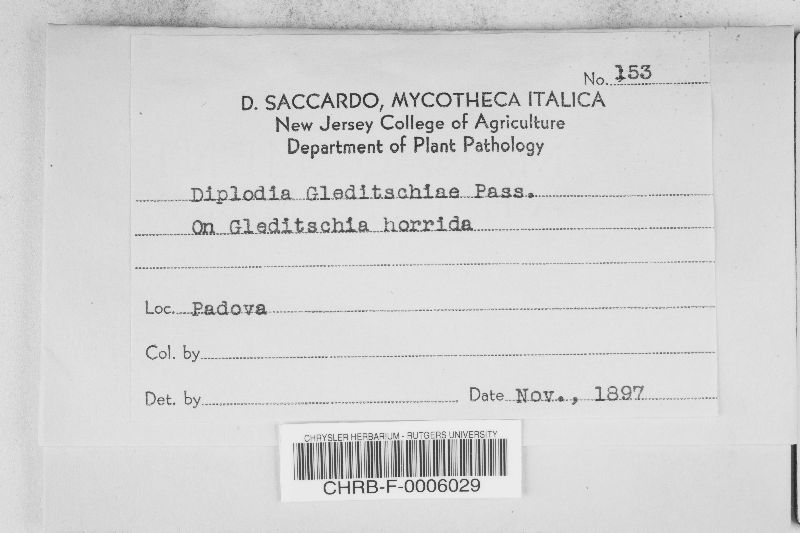 No. 153
D. SACCARDO, MYCOTHECA ITALICA
New Jersey College of Agriculture
Department of Plant Pathology
Diplodia Gleditschiae Pass.
On Gleditschia horrida
Loc. Padova
Col. by
Det. by Date Nov., 1897
CHRYSLER HERBARIUM - RUTGERS UNIVERSITY
CHRB-F-0006029